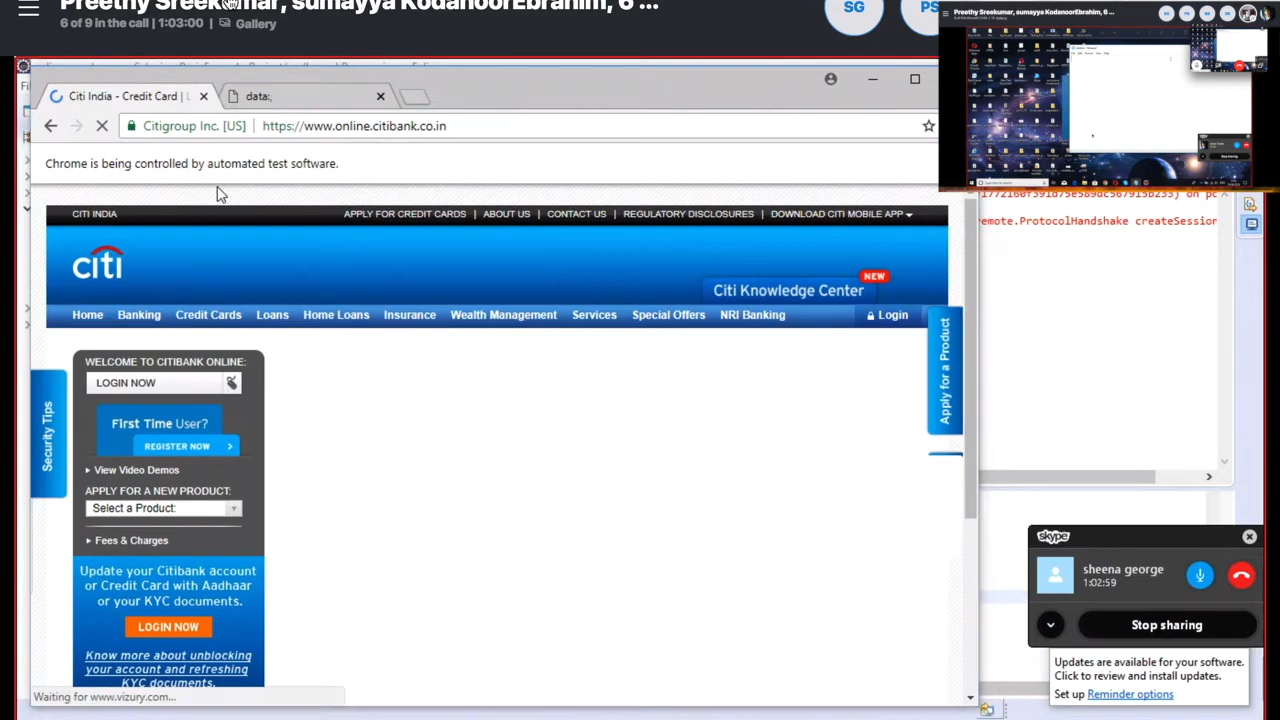 Preethy Sreekumar, sumayya KodanoorEbrahim, 6 ...
6 of 9 in the call | 1:03:00 | Gallery
SG
PS
Preethy Sreekumar, sumayya KodanoorEbrahim, 6 ...
Citi India - Credit Card | L
data:
Citigroup Inc. [US] | https://www.online.citibank.co.in
Chrome is being controlled by automated test software.
CITI INDIA
APPLY FOR CREDIT CARDS | ABOUT US | CONTACT US | REGULATORY DISCLOSURES | DOWNLOAD CITI MOBILE APP
remote.ProtocolHandshake createSession
citi
NEW
Citi Knowledge Center
Home Banking Credit Cards Loans Home Loans Insurance Wealth Management Services Special Offers NRI Banking Login
Apply for a Product
WELCOME TO CITIBANK ONLINE:
LOGIN NOW
Security Tips
First Time User?
REGISTER NOW
View Video Demos
APPLY FOR A NEW PRODUCT:
Select a Product:
Fees & Charges
Update your Citibank account
or Credit Card with Aadhaar
or your KYC documents.
LOGIN NOW
Know more about unblocking
your account and refreshing
KYC documents.
Waiting for www.vizury.com...
skype
sheena george
1:02:59
Stop sharing
Updates are available for your software.
Click to review and install updates.
Set up Reminder options